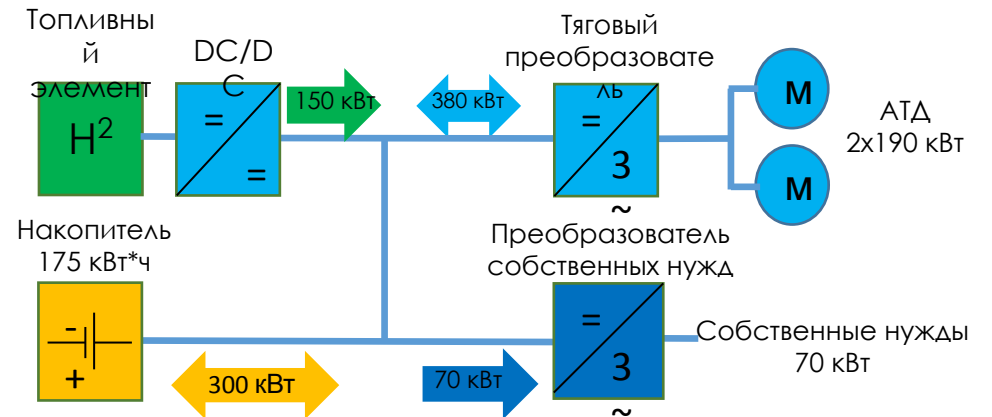 Топливны
й
элемент
H2
DC/D
C
=
=
150 кВт
380 кВт
Тяговый
преобразовате
ль
=
3
~
М
М
АТД
2х190 кВт
Накопитель
175 кВт*ч
-
+
300 кВт
70 кВт
Преобразователь
собственных нужд
=
3
~
Собственные нужды
70 кВт